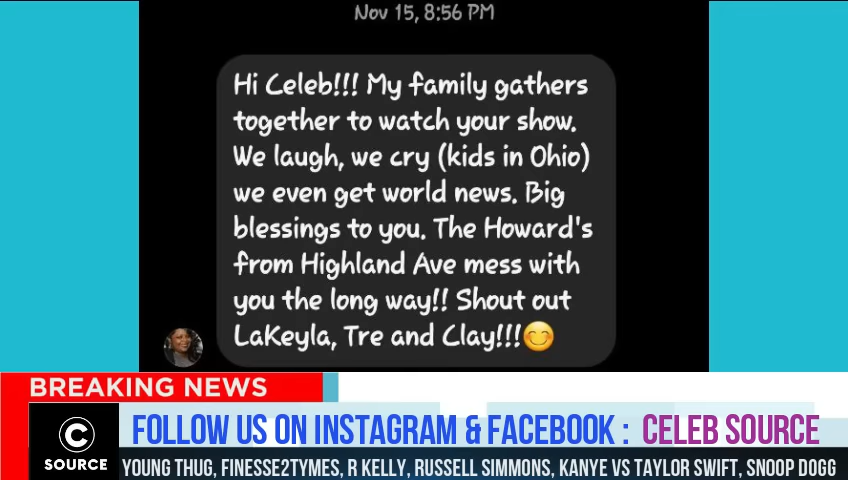 Nov 15, 8:56 PM
Hi Celeb!!! My family gathers
together to watch your show.
We laugh, we cry (kids in Ohio)
we even get world news. Big
blessings to you. The Howard's
from Highland Ave mess with
you the long way!! Shout out
LaKeyla, Tre and Clay!!!😊
BREAKING NEWS
C
SOURCE
FOLLOW US ON INSTAGRAM & FACEBOOK : CELEB SOURCE
YOUNG THUG, FINESSE2TYMES, R KELLY, RUSSELL SIMMONS, KANYE VS TAYLOR SWIFT, SNOOP DOGG